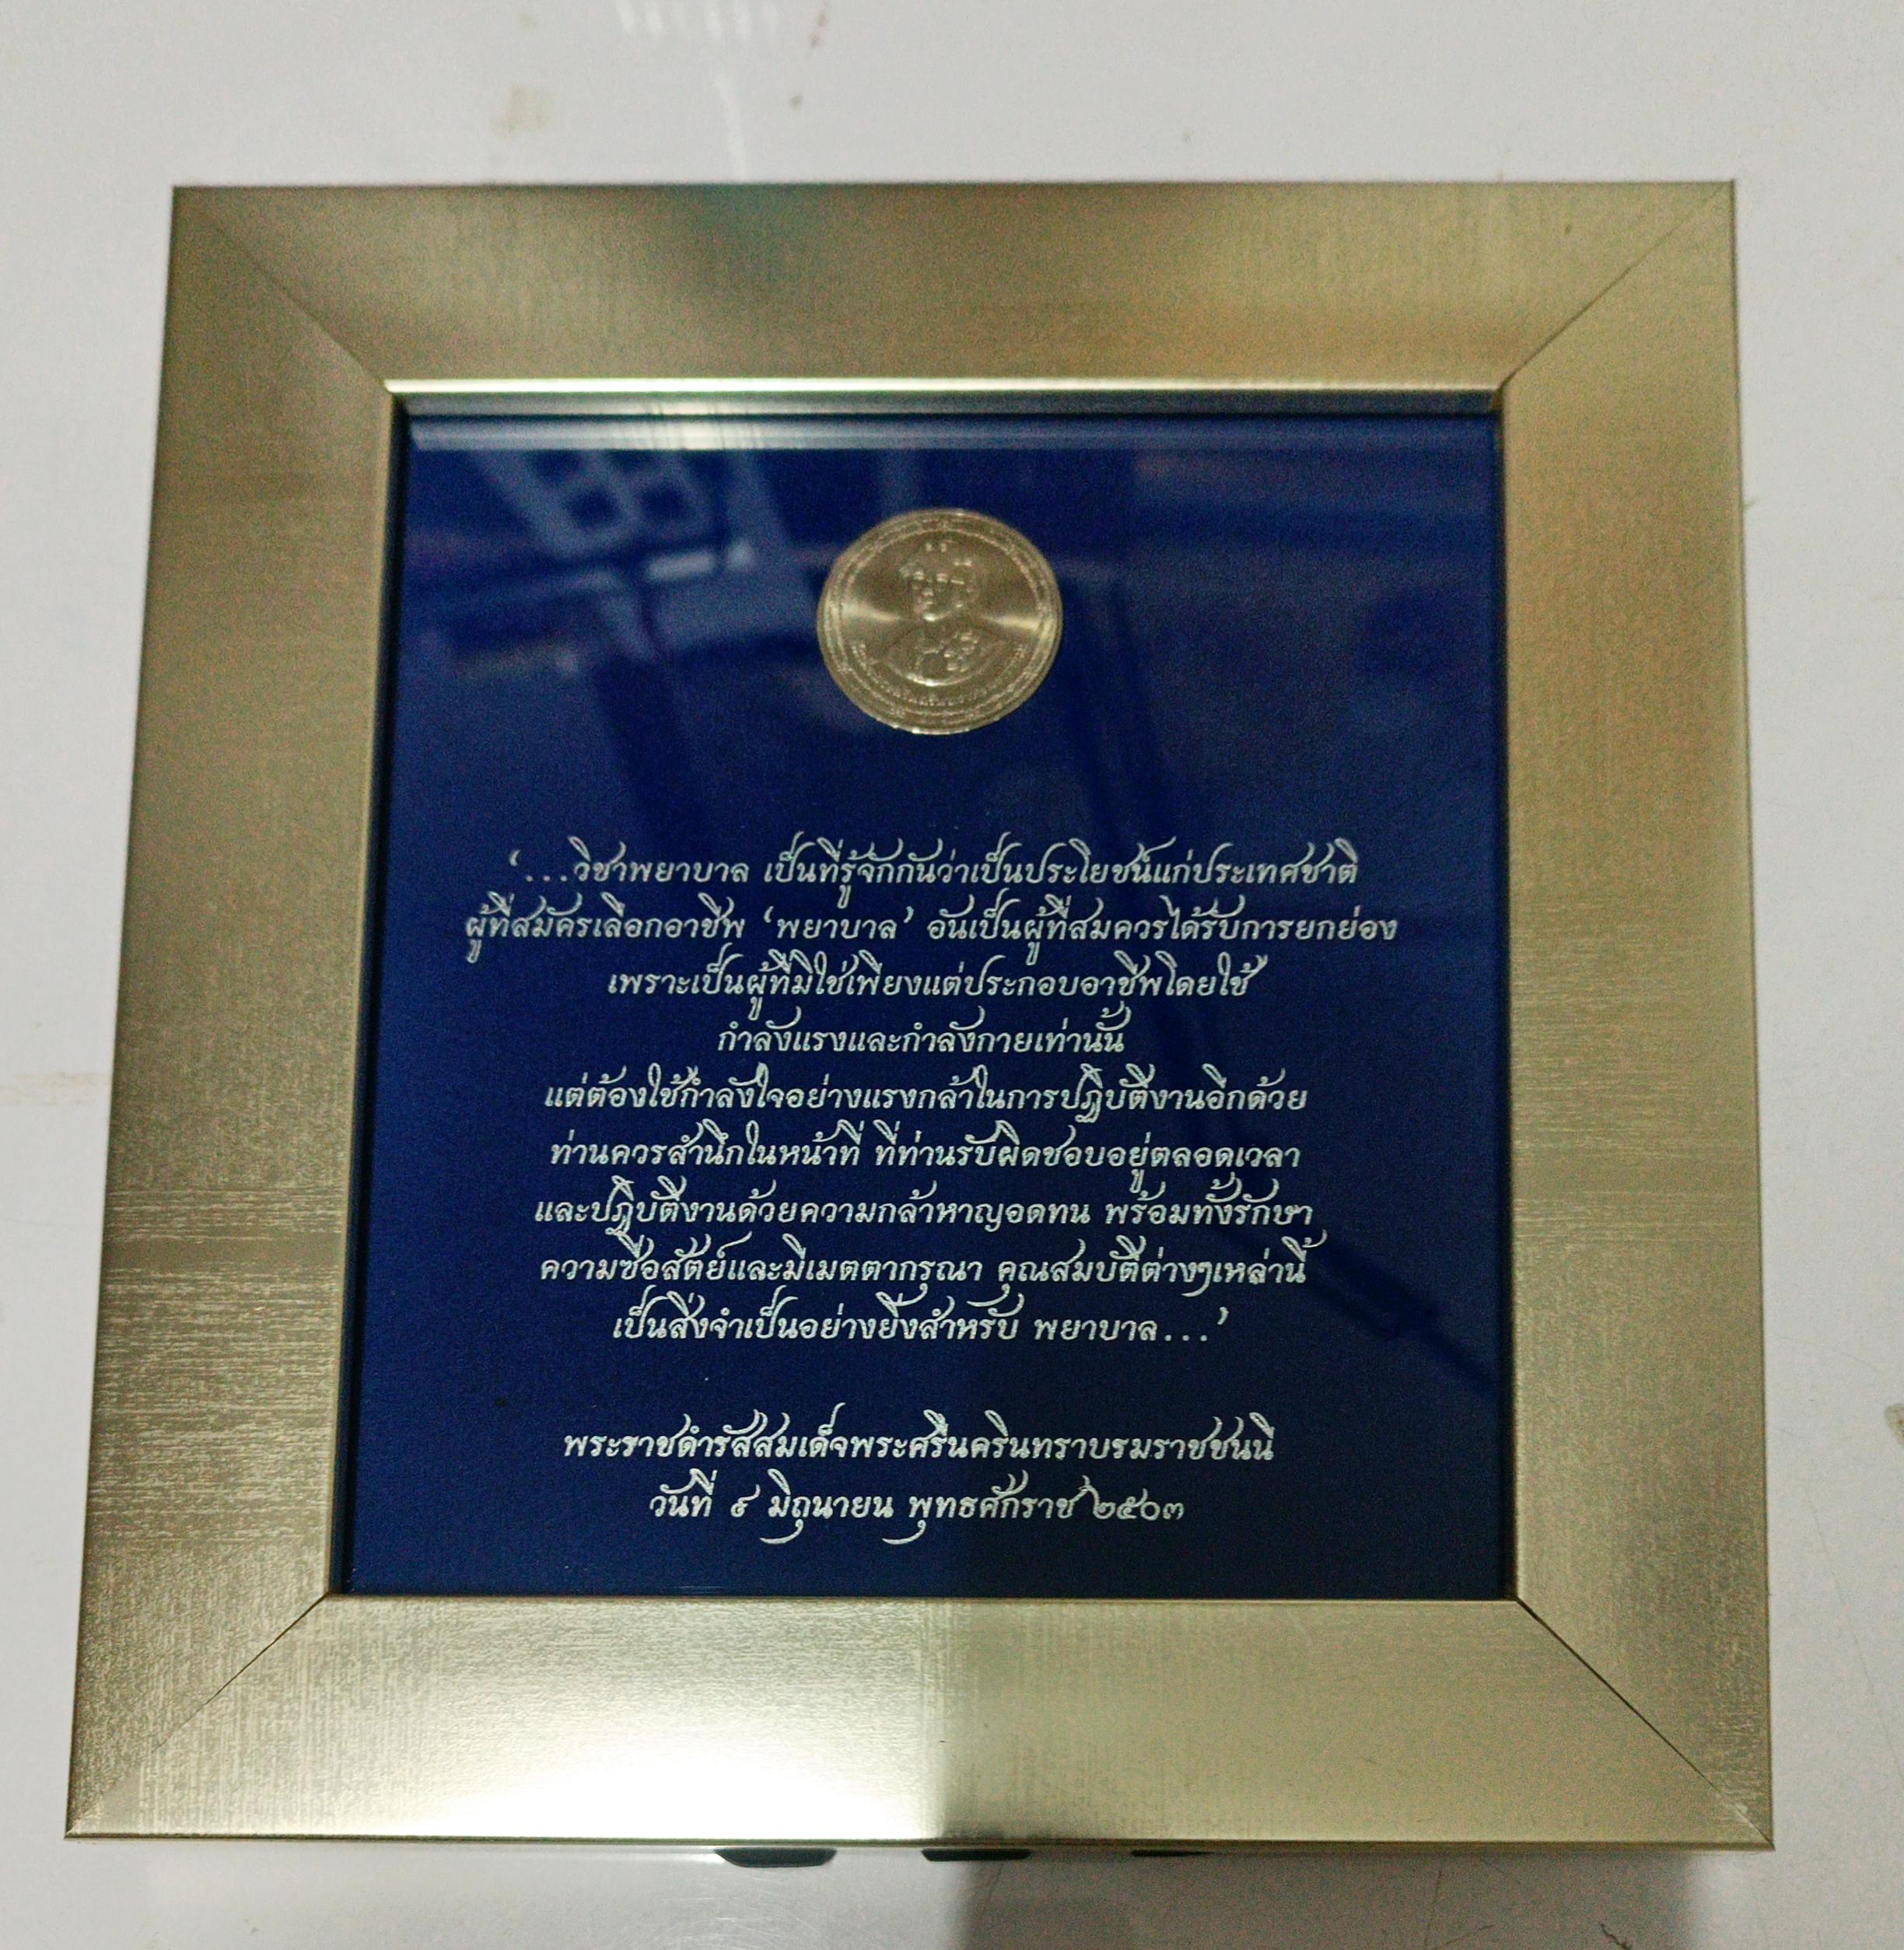 ‘...วิชาพยาบาล เป็นที่รู้จักกันว่าเป็นประโยชน์แก่ประเทศชาติ
ผู้ที่สมัครเลือกอาชีพ ‘พยาบาล’ อันเป็นผู้ที่สมควรได้รับการยกย่อง
เพราะเป็นผู้ที่มิใช่เพียงแต่ประกอบอาชีพโดยใช้
กำลังแรงและกำลังกายเท่านั้น
แต่ต้องใช้กำลังใจอย่างแรงกล้าในการปฏิบัติงานอีกด้วย
ท่านควรสำนึกในหน้าที่ ที่ท่านรับผิดชอบอยู่ตลอดเวลา
และปฏิบัติงานด้วยความกล้าหาญอดทน พร้อมทั้งรักษา
ความซื่อสัตย์และมีเมตตากรุณา คุณสมบัติต่างๆเหล่านี้
เป็นสิ่งจำเป็นอย่างยิ่งสำหรับ พยาบาล...’
พระราชดำรัสสมเด็จพระศรีนครินทราบรมราชชนนี
วันที่ ๙ มิถุนายน พุทธศักราช ๒๕๐๓